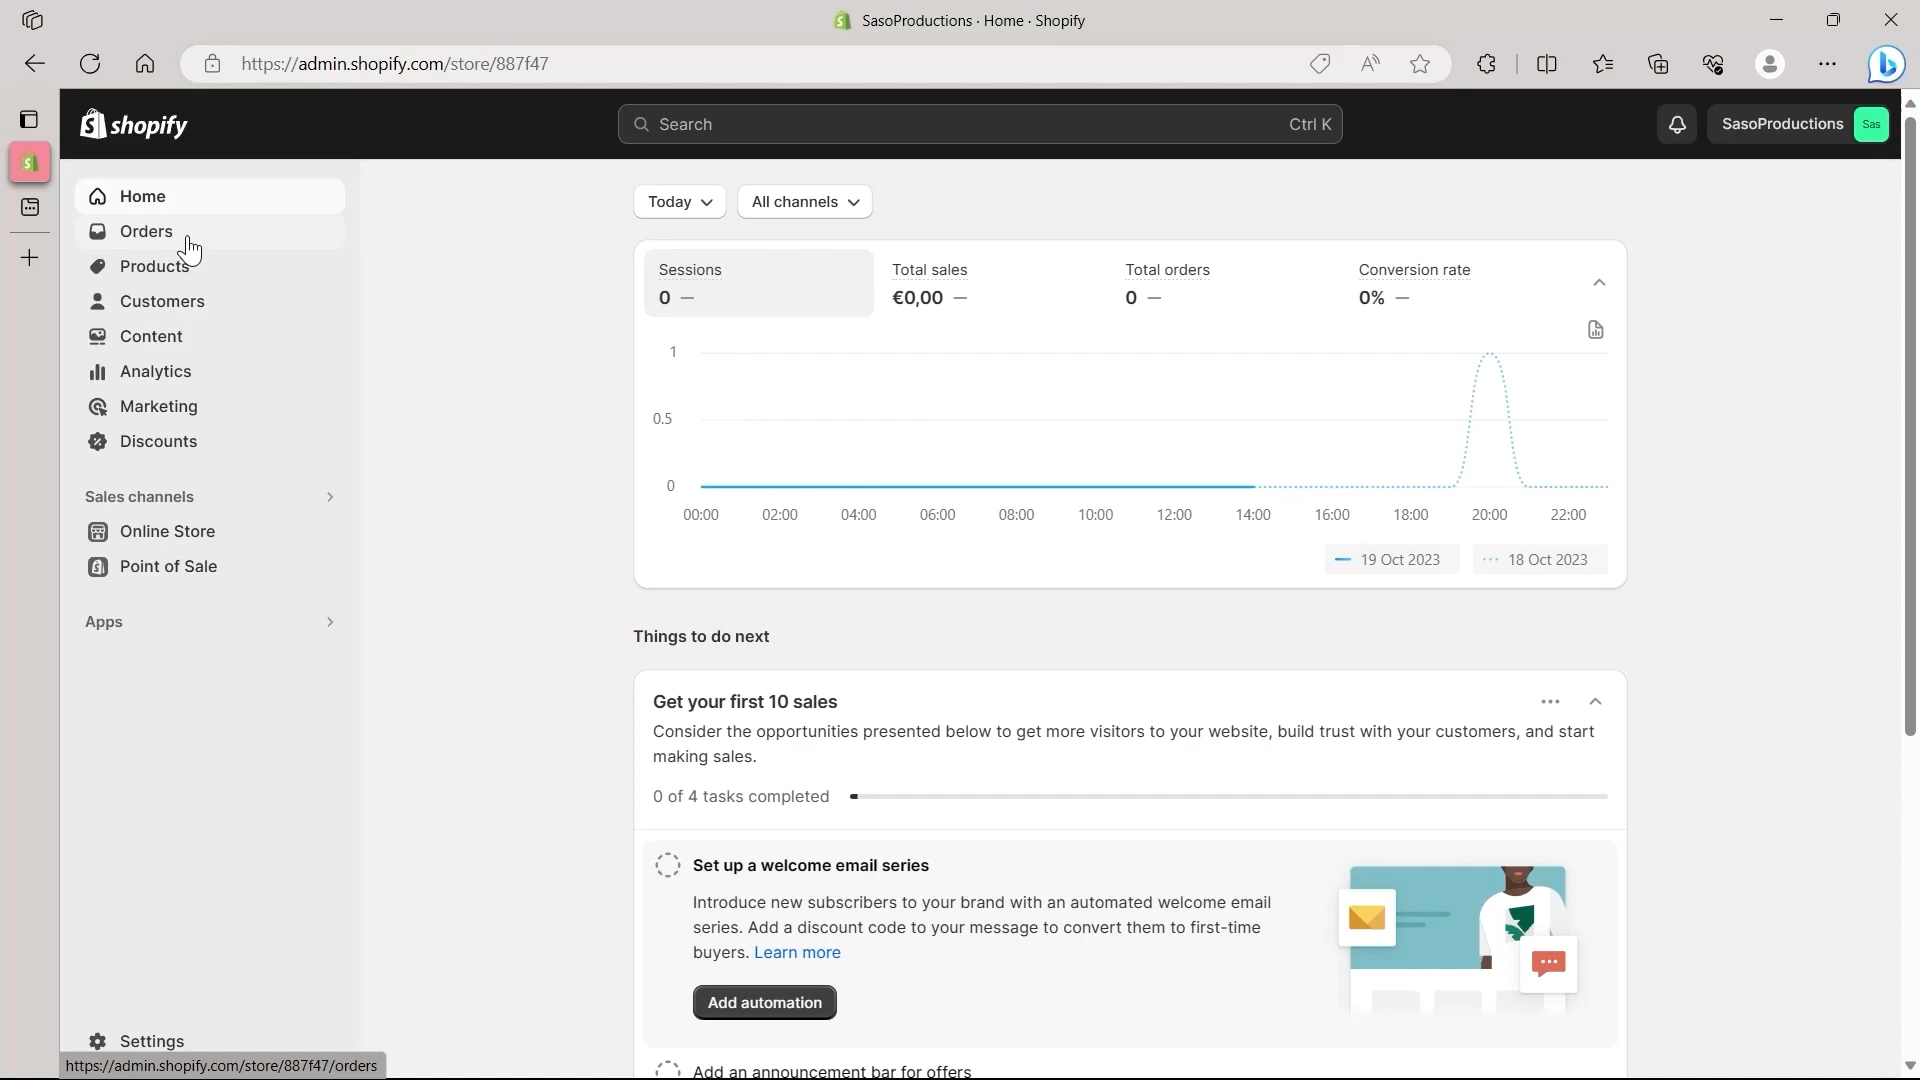 SasoProductions · Home · Shopify
https://admin.shopify.com/store/887f47
shopify
Search
Ctrl K
SasoProductions
Sas
Home
Orders
Products
Customers
Content
Analytics
Marketing
Discounts
Sales channels
Online Store
Point of Sale
Apps
Settings
https://admin.shopify.com/store/887f47/orders
Today
All channels
Sessions
0 —
Total sales
€0,00 —
Total orders
0 —
Conversion rate
0% —
1
0.5
0
00:00 02:00 04:00 06:00 08:00 10:00 12:00 14:00 16:00 18:00 20:00 22:00
19 Oct 2023
18 Oct 2023
Things to do next
Get your first 10 sales
Consider the opportunities presented below to get more visitors to your website, build trust with your customers, and start
making sales.
0 of 4 tasks completed
Set up a welcome email series
Introduce new subscribers to your brand with an automated welcome email
series. Add a discount code to your message to convert them to first-time
buyers. Learn more
Add automation
Add an announcement bar for offers